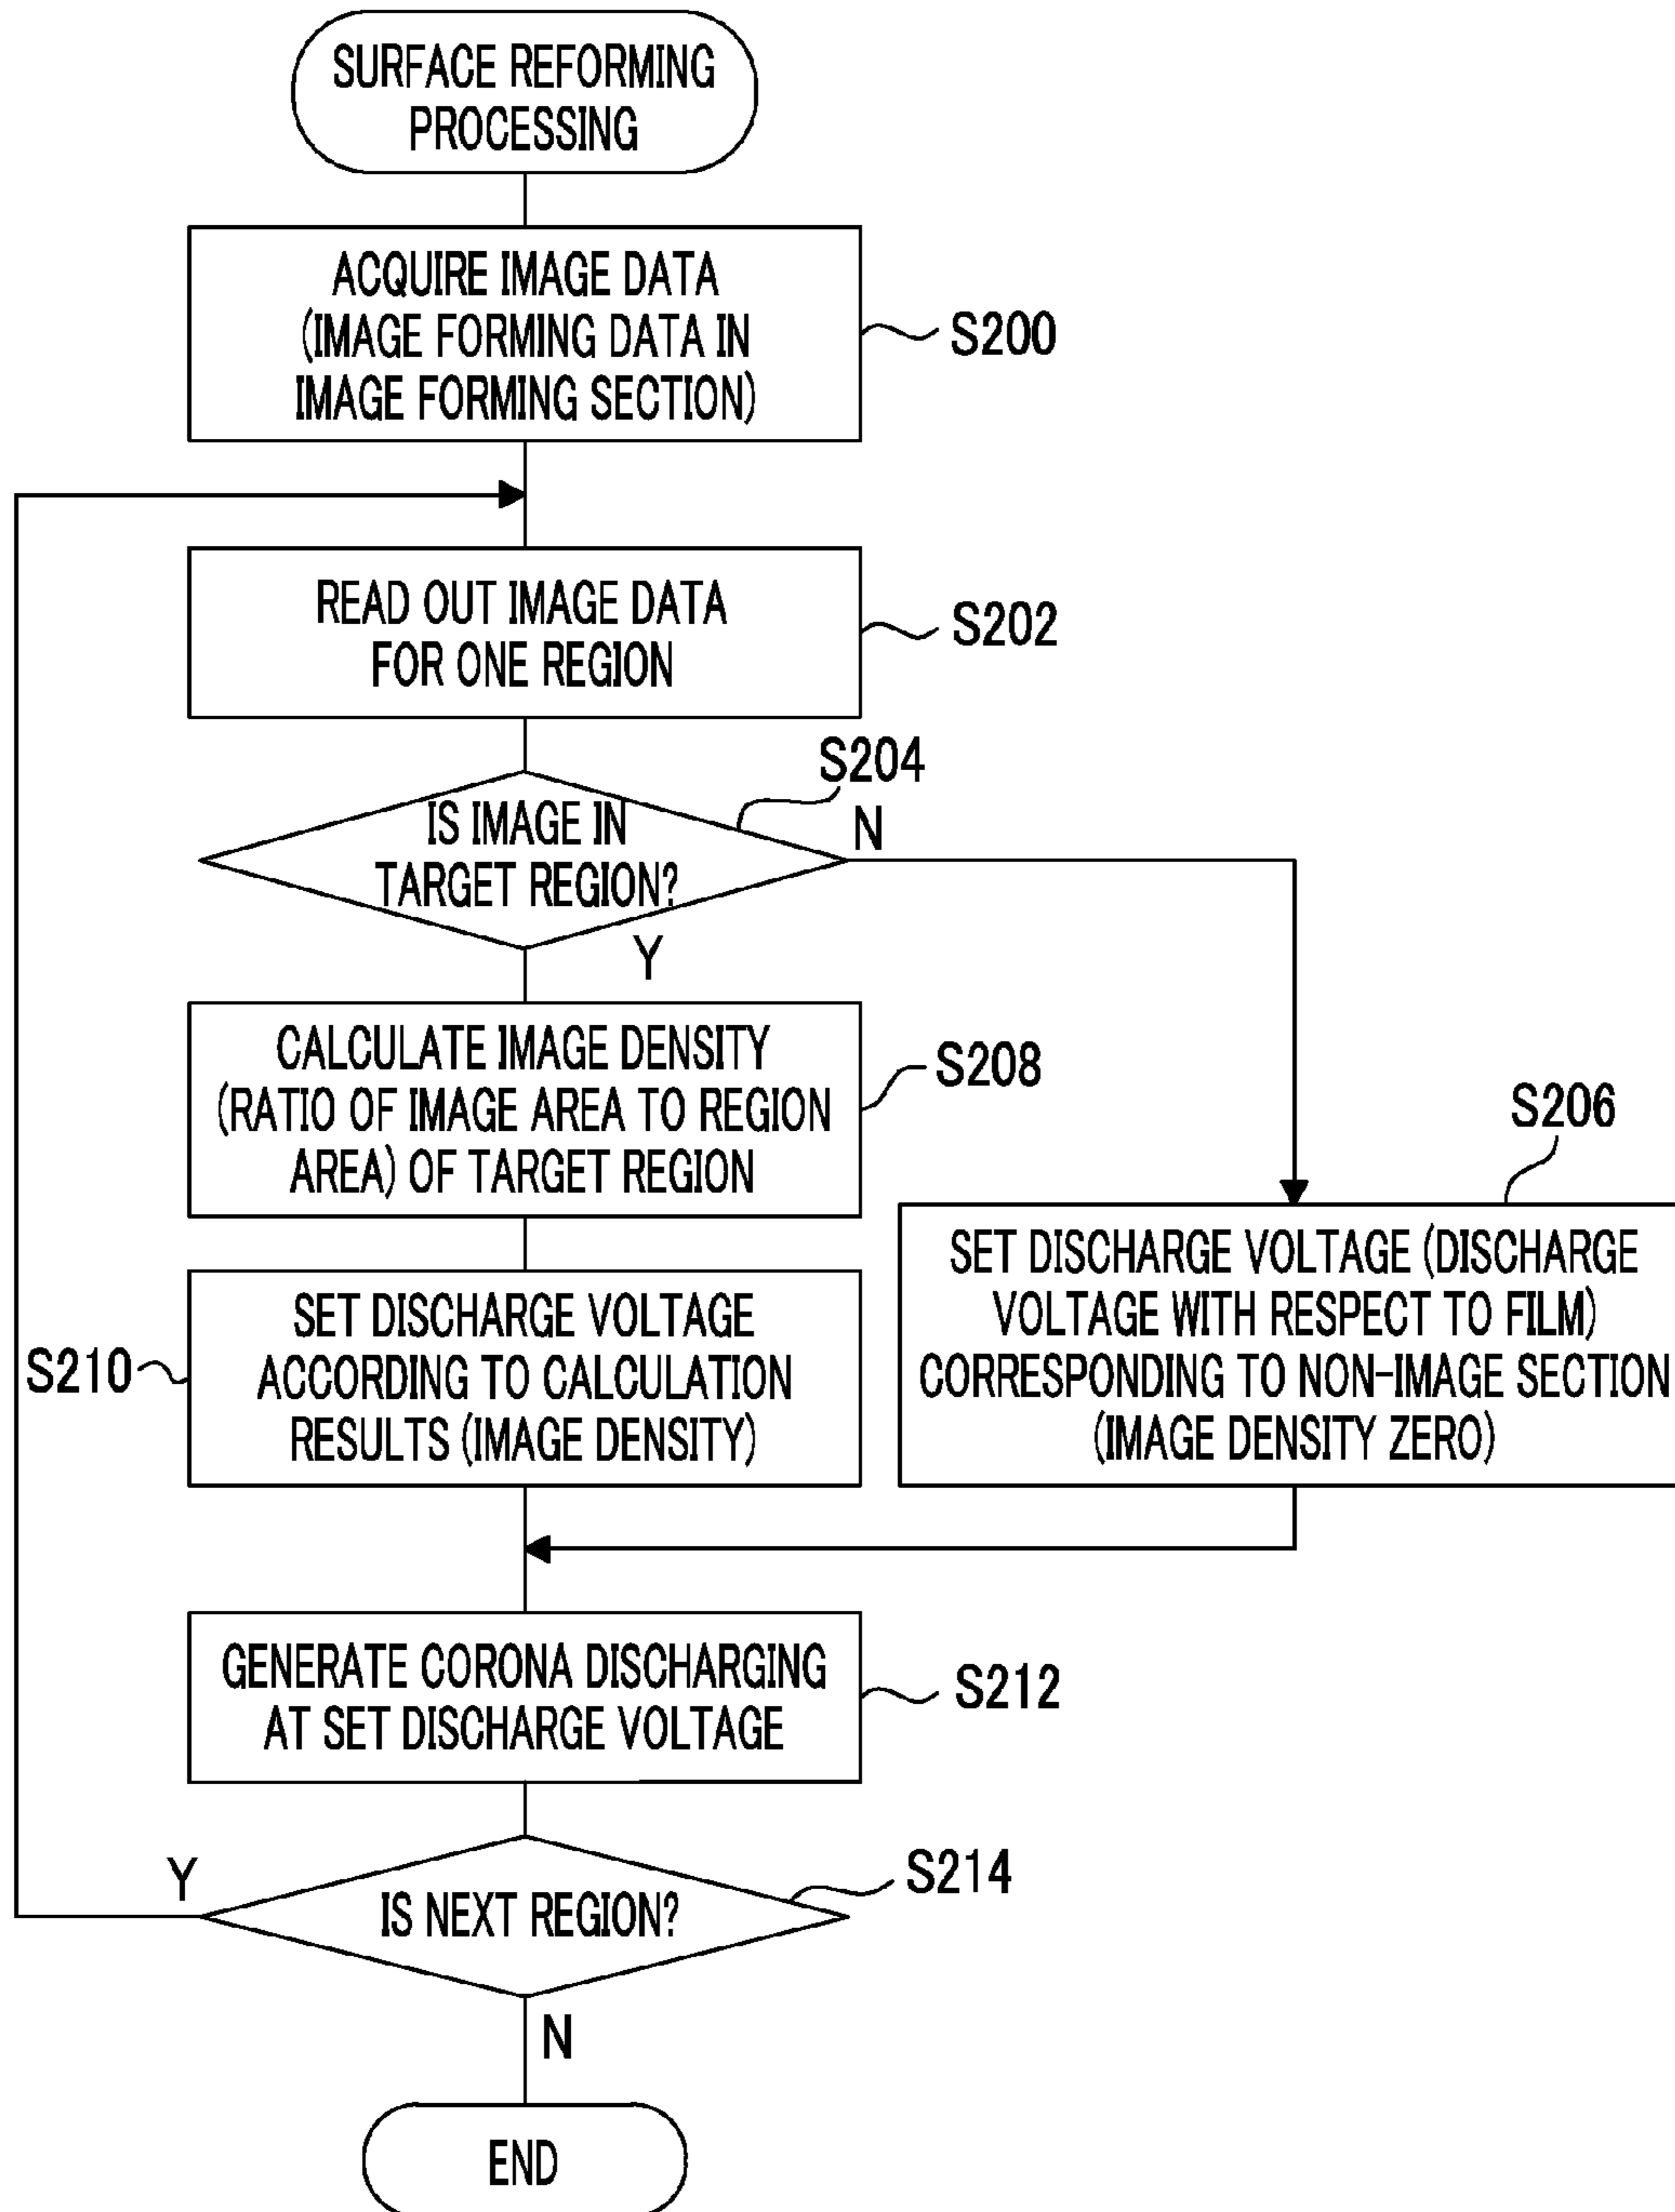 SURFACE REFORMING
PROCESSING
ACQUIRE IMAGE DATA
(IMAGE FORMING DATA IN
IMAGE FORMING SECTION)
S200
READ OUT IMAGE DATA
FOR ONE REGION
S202
S204
IS IMAGE IN
TARGET REGION?
N
Y
CALCULATE IMAGE DENSITY
(RATIO OF IMAGE AREA TO REGION
AREA) OF TARGET REGION
S208
S206
SET DISCHARGE VOLTAGE (DISCHARGE
VOLTAGE WITH RESPECT TO FILM)
CORRESPONDING TO NON-IMAGE SECTION
(IMAGE DENSITY ZERO)
SET DISCHARGE VOLTAGE
ACCORDING TO CALCULATION
RESULTS (IMAGE DENSITY)
S210
GENERATE CORONA DISCHARGING
AT SET DISCHARGE VOLTAGE
S212
Y
IS NEXT REGION?
S214
N
END